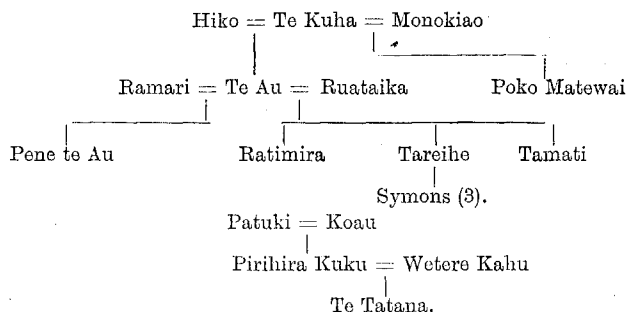 Hiko = Te Kuha = Monokiao
Ramari = Te Au = Ruataika Poko Matewai
Pene te Au Ratimira Tareihe Tamati
Symons (3).
Patuki = Koau
Pirihira Kuku = Wetere Kahu
Te Tatana.